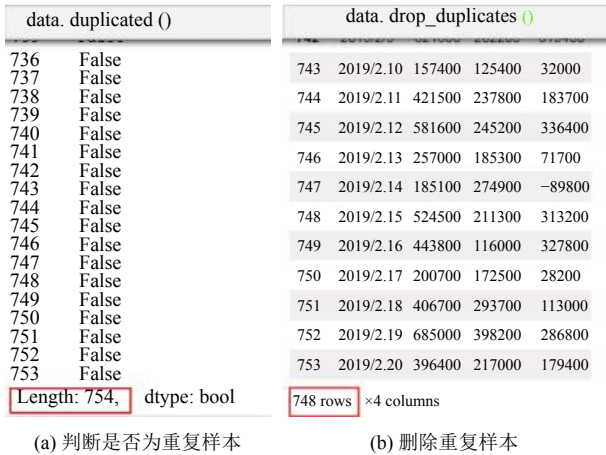 data. duplicated ()
736 False
737 False
738 False
739 False
740 False
741 False
742 False
743 False
744 False
745 False
746 False
747 False
748 False
749 False
750 False
751 False
752 False
753 False
Length: 754, dtype: bool
(a) 判断是否为重复样本
data. drop_duplicates ()
743 2019/2.10 157400 125400 32000
744 2019/2.11 421500 237800 183700
745 2019/2.12 581600 245200 336400
746 2019/2.13 257000 185300 71700
747 2019/2.14 185100 274900 −89800
748 2019/2.15 524500 211300 313200
749 2019/2.16 443800 116000 327800
750 2019/2.17 200700 172500 28200
751 2019/2.18 406700 293700 113000
752 2019/2.19 685000 398200 286800
753 2019/2.20 396400 217000 179400
748 rows ×4 columns
(b) 删除重复样本